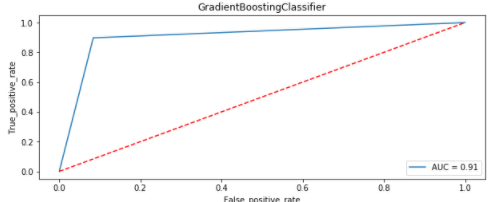 GradientBoostingClassifier
1.0
0.8
0.6
0.4
0.2
0.0
True_positive_rate
AUC = 0.91
0.0 0.2 0.4 0.6 0.8 1.0
False_positive_rate